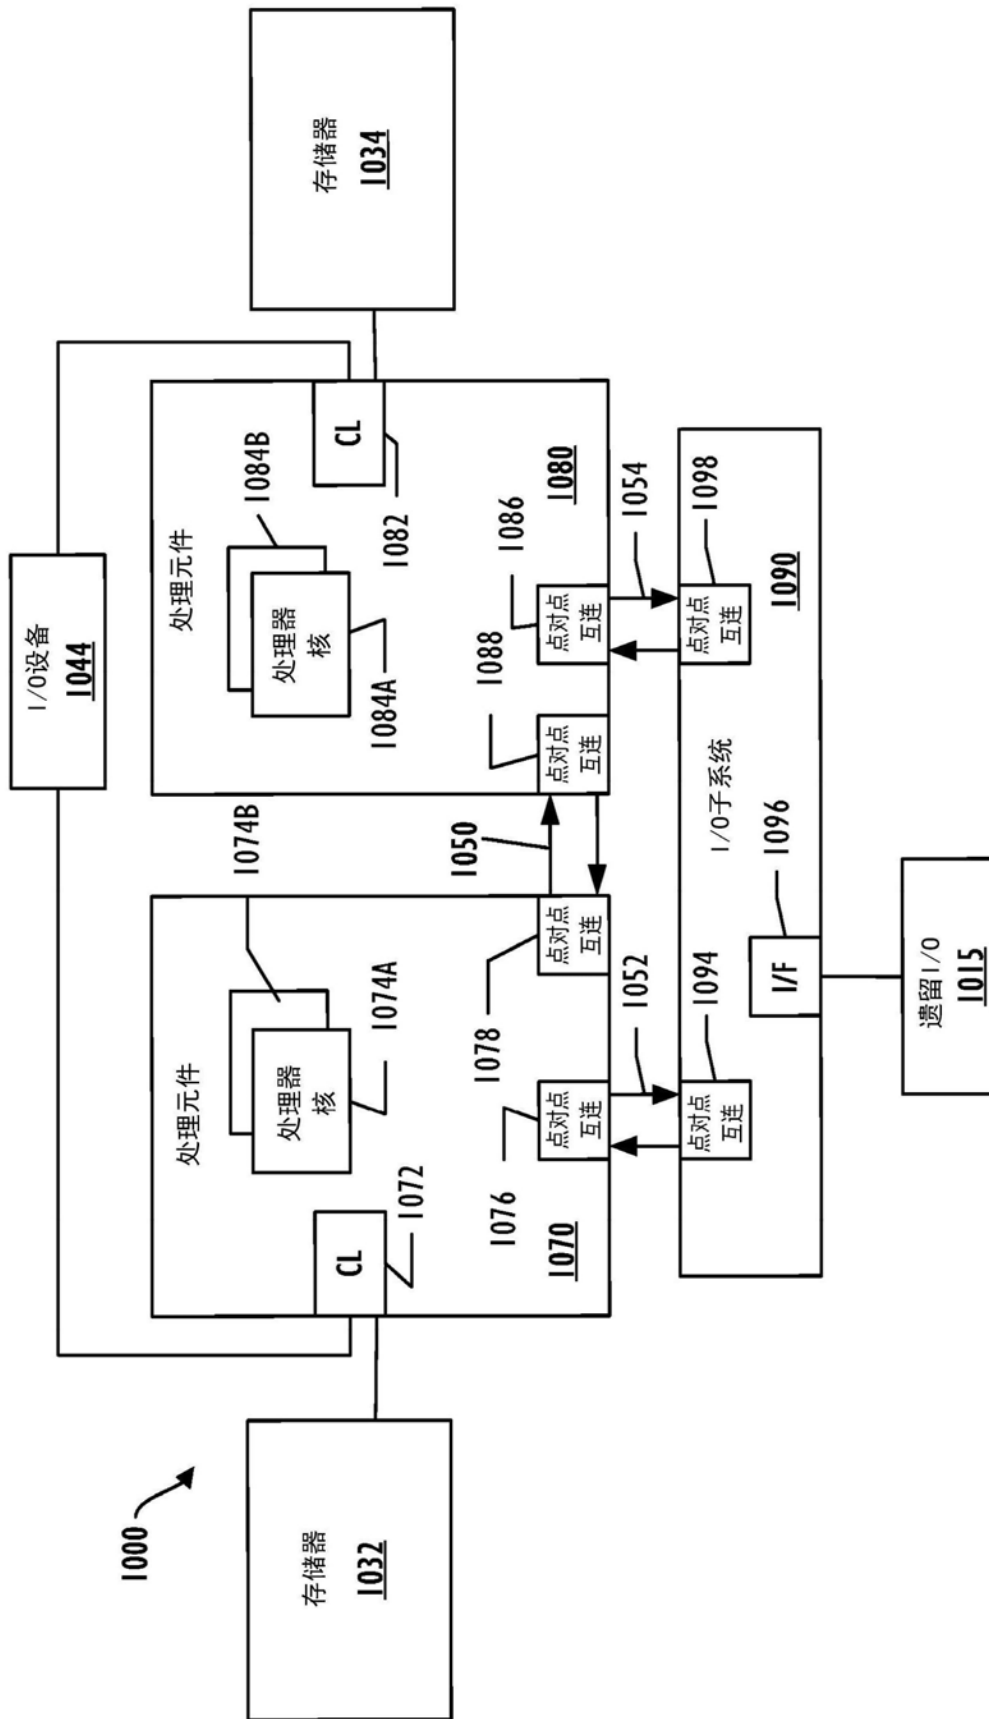 1000
存储器
1032
I/O设备
1044
存储器
1034
处理元件
1074B
处理器
核
1074A
CL
1072
1070
1076
点对点
互连
1078
点对点
互连
1050
处理元件
1084B
处理器
核
1084A
CL
1082
1080
1088
点对点
互连
1086
点对点
互连
1052
1054
1094
点对点
互连
I/O子系统
1090
1098
点对点
互连
I/F
1096
遗留I/O
1015